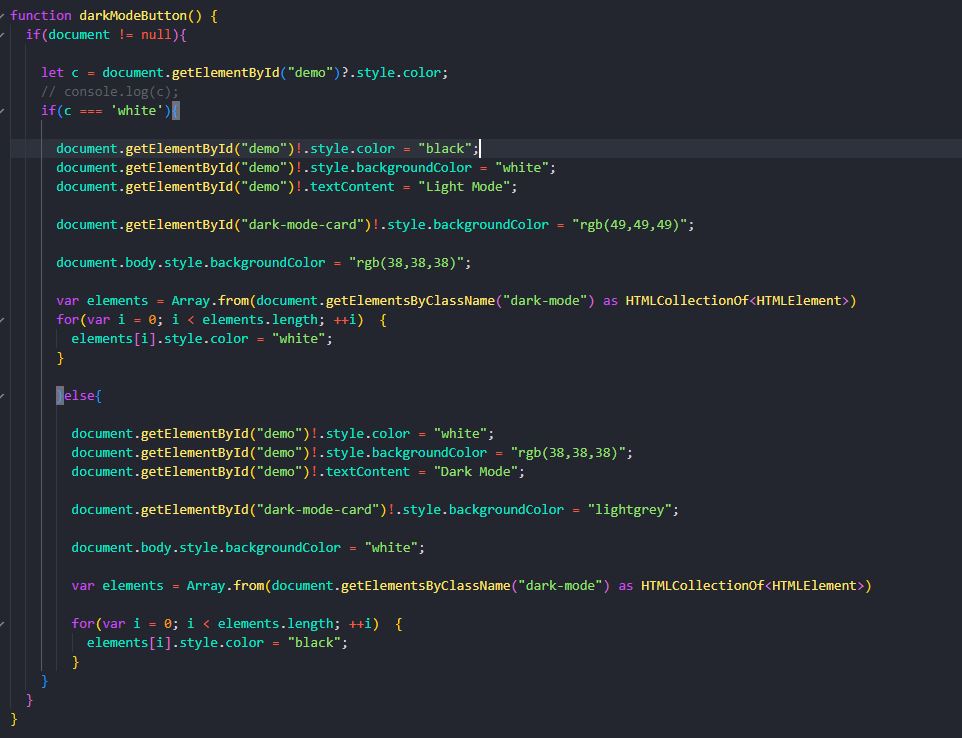 function darkModeButton() {
if(document != null){
let c = document.getElementById("demo")?.style.color;
// console.log(c);
if(c === 'white'){
document.getElementById("demo")!.style.color = "black";
document.getElementById("demo")!.style.backgroundColor = "white";
document.getElementById("demo")!.textContent = "Light Mode";
document.getElementById("dark-mode-card")!.style.backgroundColor = "rgb(49,49,49)";
document.body.style.backgroundColor = "rgb(38,38,38)";
var elements = Array.from(document.getElementsByClassName("dark-mode") as HTMLCollectionOf<HTMLElement>)
for(var i = 0; i < elements.length; ++i)  {
elements[i].style.color = "white";
}
}else{
document.getElementById("demo")!.style.color = "white";
document.getElementById("demo")!.style.backgroundColor = "rgb(38,38,38)";
document.getElementById("demo")!.textContent = "Dark Mode";
document.getElementById("dark-mode-card")!.style.backgroundColor = "lightgrey";
document.body.style.backgroundColor = "white";
var elements = Array.from(document.getElementsByClassName("dark-mode") as HTMLCollectionOf<HTMLElement>)
for(var i = 0; i < elements.length; ++i)  {
elements[i].style.color = "black";
}
}
}
}